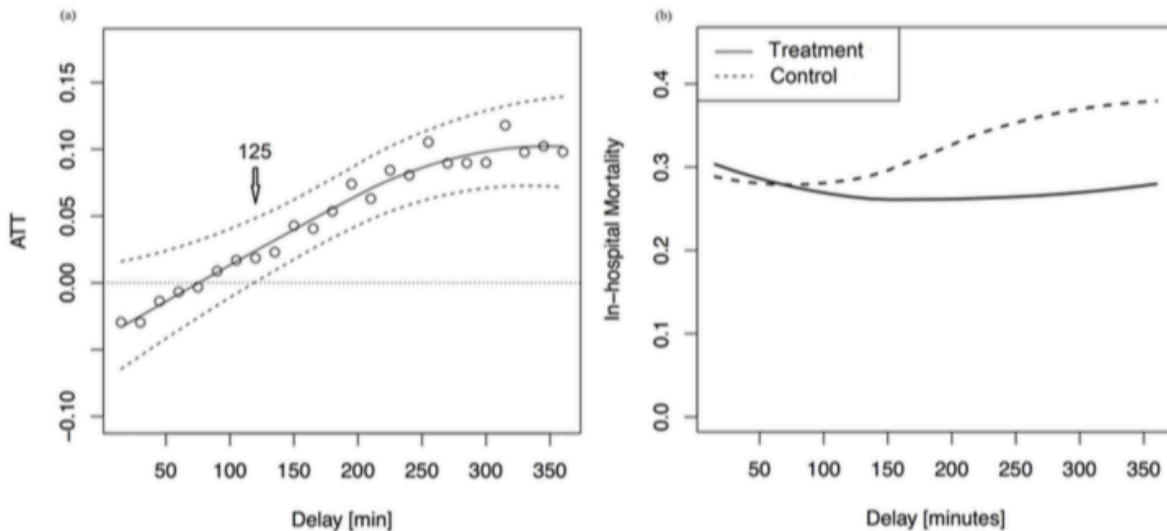 (a)
125
ATT
0.15
0.10
0.05
0.00
−0.10
50 100 150 200 250 300 350
Delay [min]
(b)
Treatment
Control
In−hospital Mortality
0.4
0.3
0.2
0.1
0.0
50 100 150 200 250 300 350
Delay [minutes]